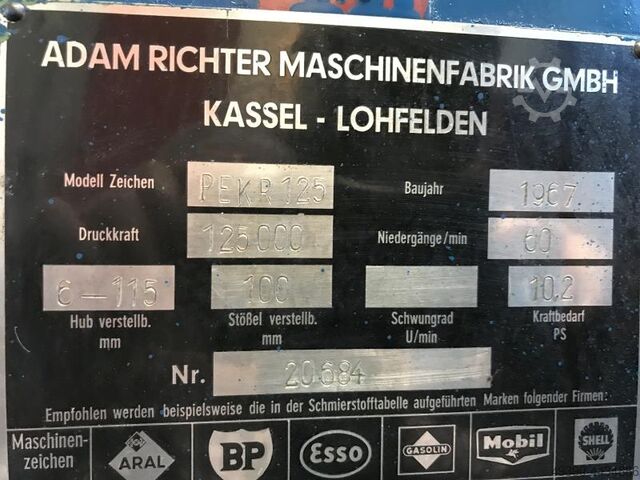 ADAM RICHTER MASCHINENFABRIK GMBH
KASSEL - LOHFELDEN
Modell Zeichen PEKR 125 Baujahr 1967
Druckkraft 125000 Niedergänge/min 60
6-115 100 10.2
Hub verstellb. mm Stößel verstellb. mm Schwungrad U/min Kraftbedarf PS
Nr. 20684
Empfohlen werden beispielsweise die in der Schmierstofftabelle aufgeführten Marken folgender Firmen:
Maschinen-
zeichen ARAL BP Esso GASOLIN Mobil SHELL